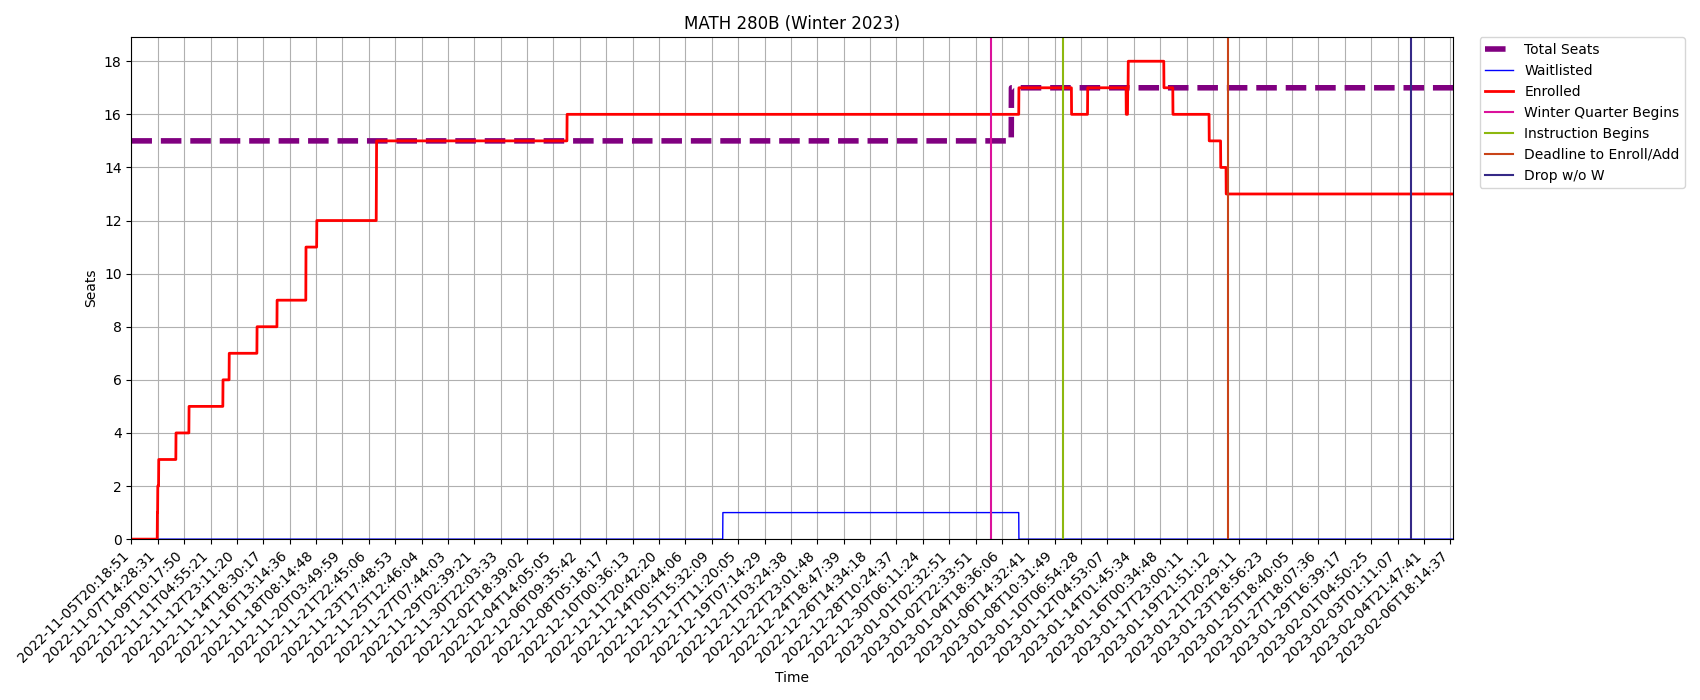 MATH 280B (Winter 2023)
Total Seats
Waitlisted
Enrolled
Winter Quarter Begins
Instruction Begins
Deadline to Enroll/Add
Drop w/o W
Seats
18
16
14
12
10
8
6
4
2
0
2022-11-05T20:18:51
2022-11-07T14:28:31
2022-11-09T10:17:50
2022-11-11T04:55:21
2022-11-12T23:11:20
2022-11-14T18:30:17
2022-11-16T13:14:36
2022-11-18T08:14:48
2022-11-20T03:49:59
2022-11-21T22:45:06
2022-11-23T17:48:53
2022-11-25T12:46:04
2022-11-27T07:44:03
2022-11-29T02:39:21
2022-11-30T22:03:33
2022-12-02T18:39:02
2022-12-04T14:05:05
2022-12-06T09:35:42
2022-12-08T05:18:17
2022-12-10T00:36:13
2022-12-11T20:42:20
2022-12-14T00:44:06
2022-12-15T15:32:09
2022-12-17T11:20:05
2022-12-19T07:14:29
2022-12-21T03:24:38
2022-12-22T23:01:48
2022-12-24T18:47:39
2022-12-26T14:34:18
2022-12-28T10:24:37
2022-12-30T06:11:24
2023-01-01T02:32:51
2023-01-02T22:33:51
2023-01-04T18:36:06
2023-01-06T14:32:41
2023-01-08T10:31:49
2023-01-10T06:54:28
2023-01-12T04:53:07
2023-01-14T01:45:34
2023-01-16T00:34:48
2023-01-17T23:00:11
2023-01-19T21:51:12
2023-01-21T20:29:11
2023-01-23T18:56:23
2023-01-25T18:40:05
2023-01-27T18:07:36
2023-01-29T16:39:17
2023-02-01T04:50:25
2023-02-03T01:11:07
2023-02-04T21:47:41
2023-02-06T18:14:37
Time